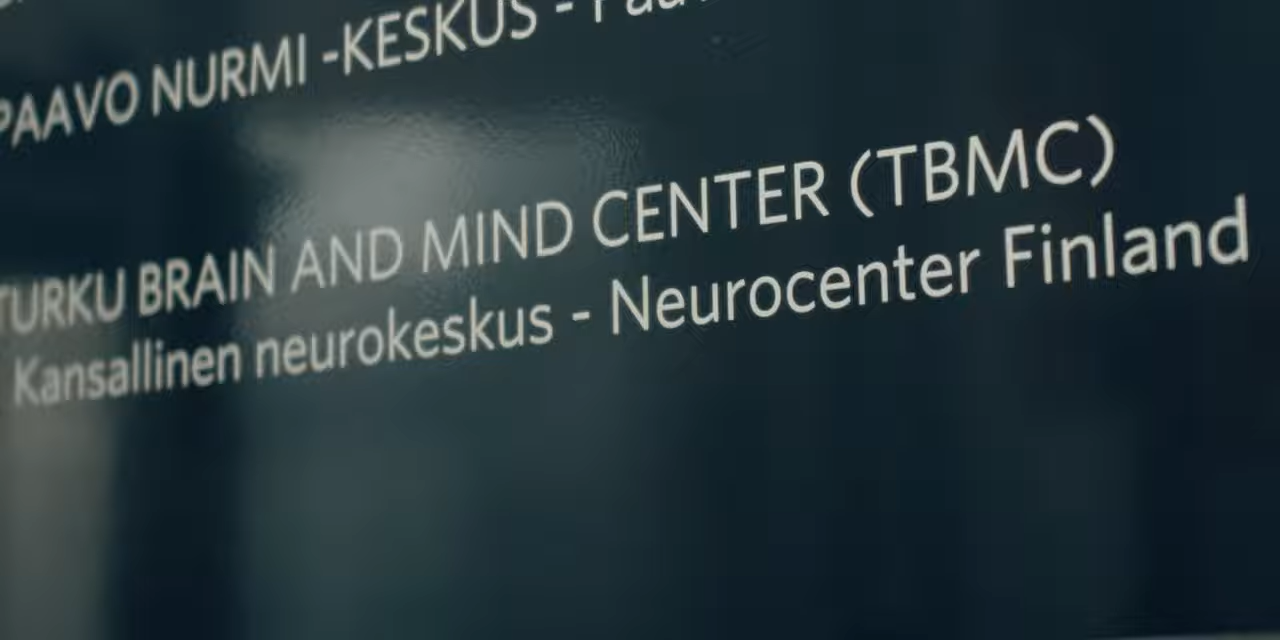 PAAVO NURMI -KESKUS -
TURKU BRAIN AND MIND CENTER (TBMC)
Kansallinen neurokeskus - Neurocenter Finland